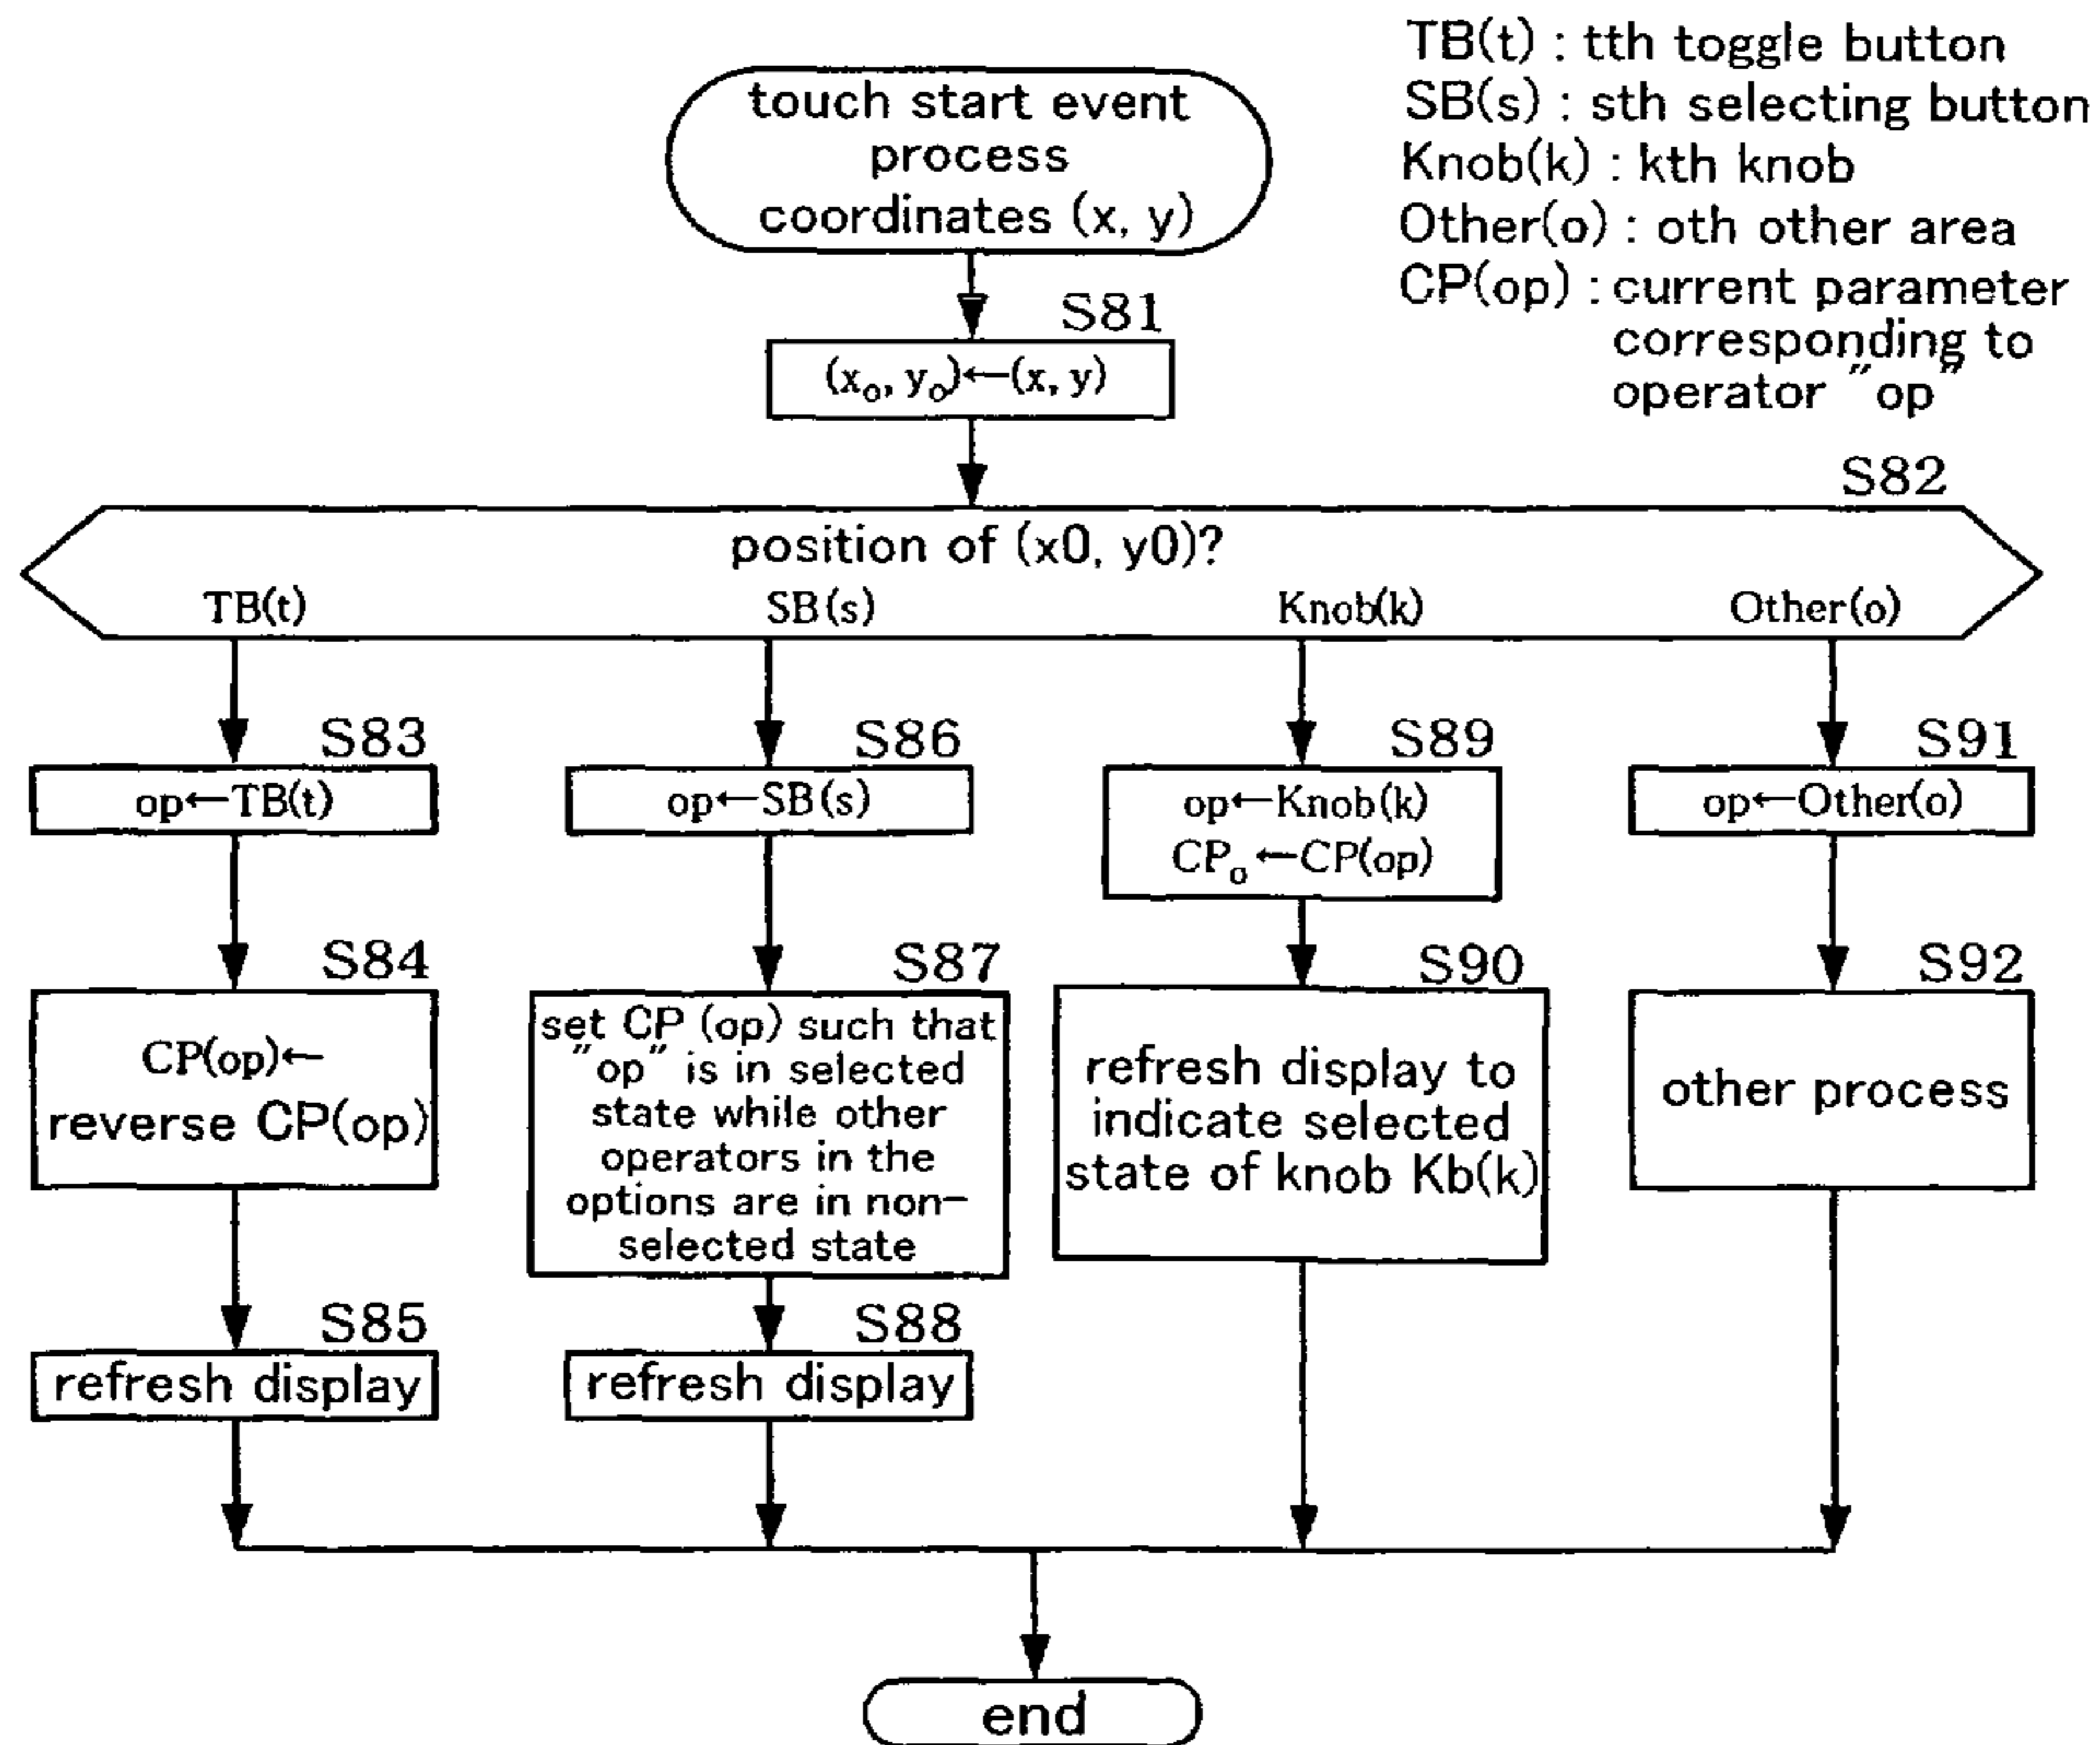 TB(t) : tth toggle button
SB(s) : sth selecting button
Knob(k) : kth knob
Other(o) : oth other area
CP(op) : current parameter
corresponding to
operator "op"
touch start event
process
coordinates (x, y)
S81
(x₀, y₀)←(x, y)
S82
position of (x0, y0)?
TB(t)
SB(s)
Knob(k)
Other(o)
S83
op←TB(t)
S84
CP(op)←
reverse CP(op)
S85
refresh display
S86
op←SB(s)
S87
set CP (op) such that
"op" is in selected
state while other
operators in the
options are in non-
selected state
S88
refresh display
S89
op←Knob(k)
CP₀←CP(op)
S90
refresh display to
indicate selected
state of knob Kb(k)
S91
op←Other(o)
S92
other process
end